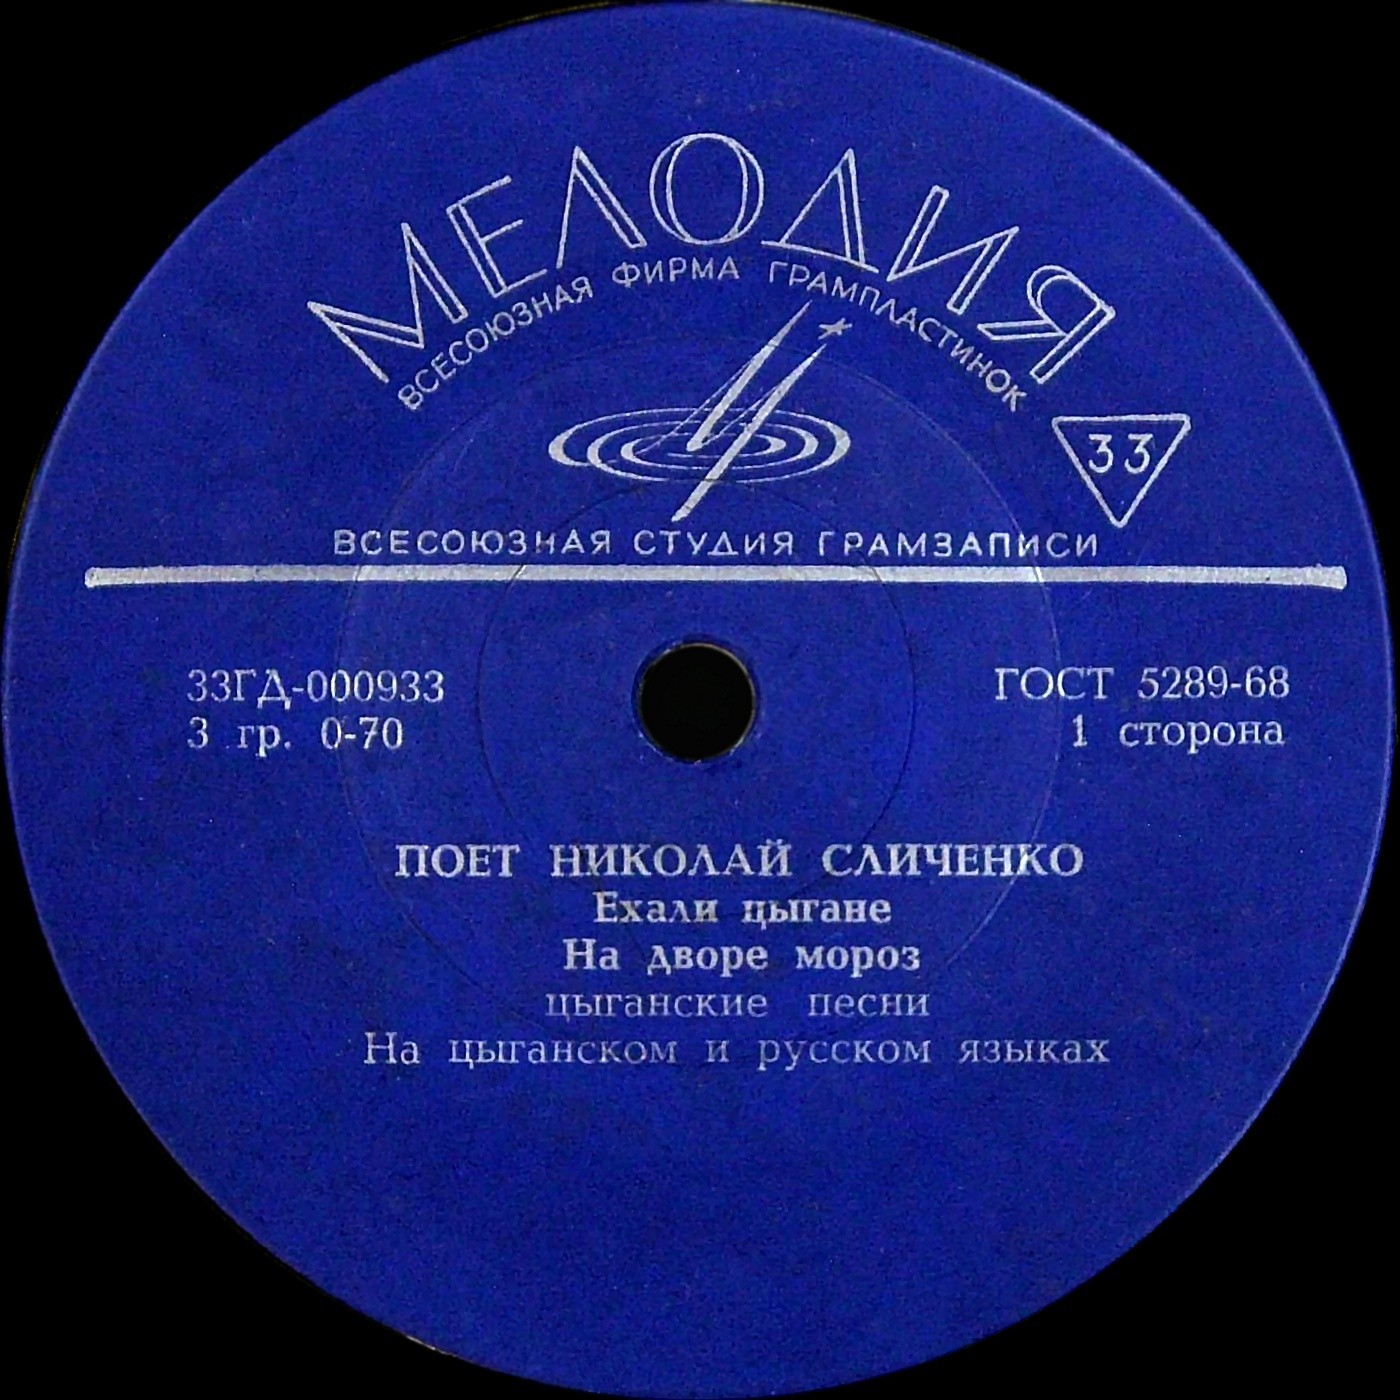 МЕЛОДИЯ
ВСЕСОЮЗНАЯ ФИРМА ГРАМПЛАСТИНОК
33
ВСЕСОЮЗНАЯ СТУДИЯ ГРАМЗАПИСИ
33ГД-000933
3 гр. 0-70
ГОСТ 5289-68
1 сторона
ПОЕТ НИКОЛАЙ СЛИЧЕНКО
Ехали цыгане
На дворе мороз
цыганские песни
На цыганском и русском языках